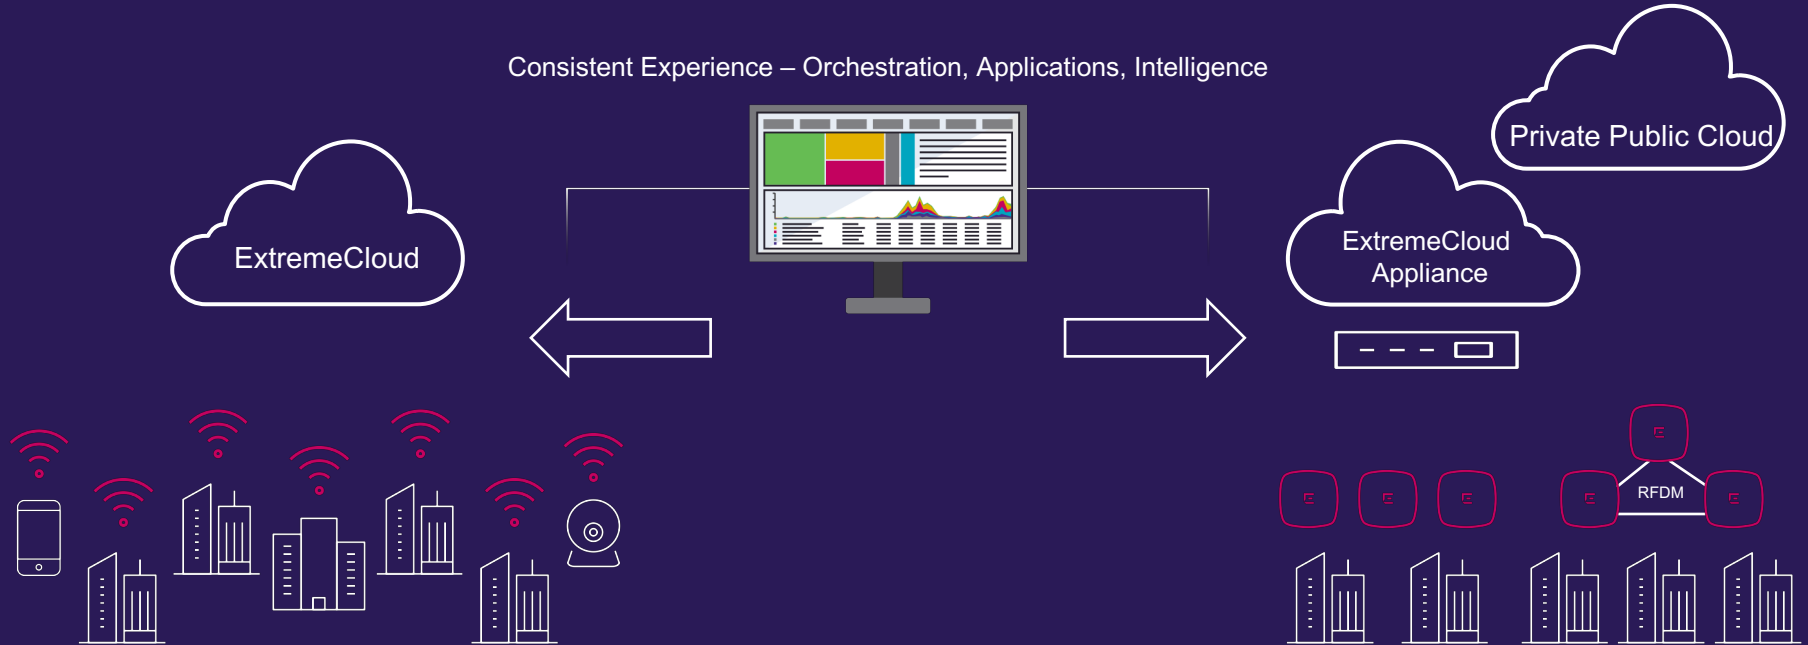 Consistent Experience – Orchestration, Applications, Intelligence
Private Public Cloud
ExtremeCloud
ExtremeCloud
Appliance
RFDM